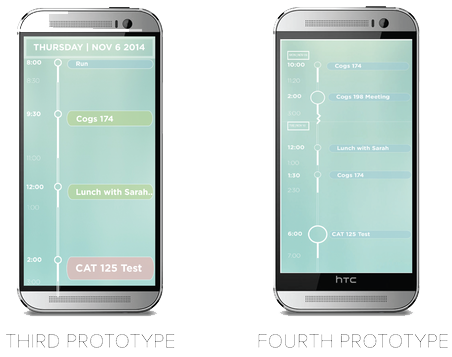 THURSDAY | NOV 6 2014
8:00 Run
9:30 Cogs 174
12:00 Lunch with Sarah..
2:00 CAT 125 Test
THIRD PROTOTYPE
10:00 Cogs 174
2:00 Cogs 198 Meeting
12:00 Lunch with Sarah
1:30 Cogs 174
6:00 CAT 125 Test
hTC
FOURTH PROTOTYPE